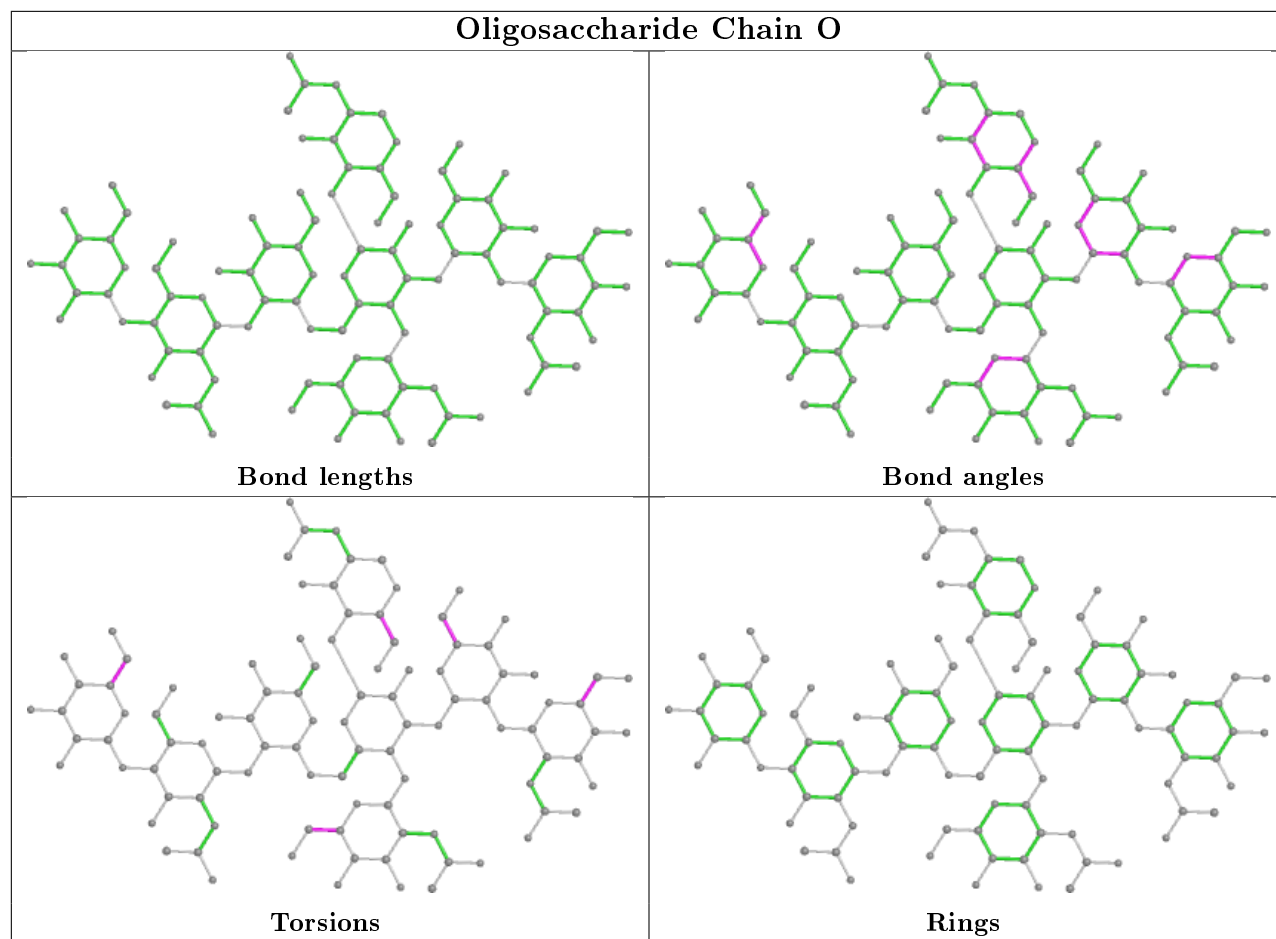 Oligosaccharide Chain O
Bond lengths
Bond angles
Torsions
Rings